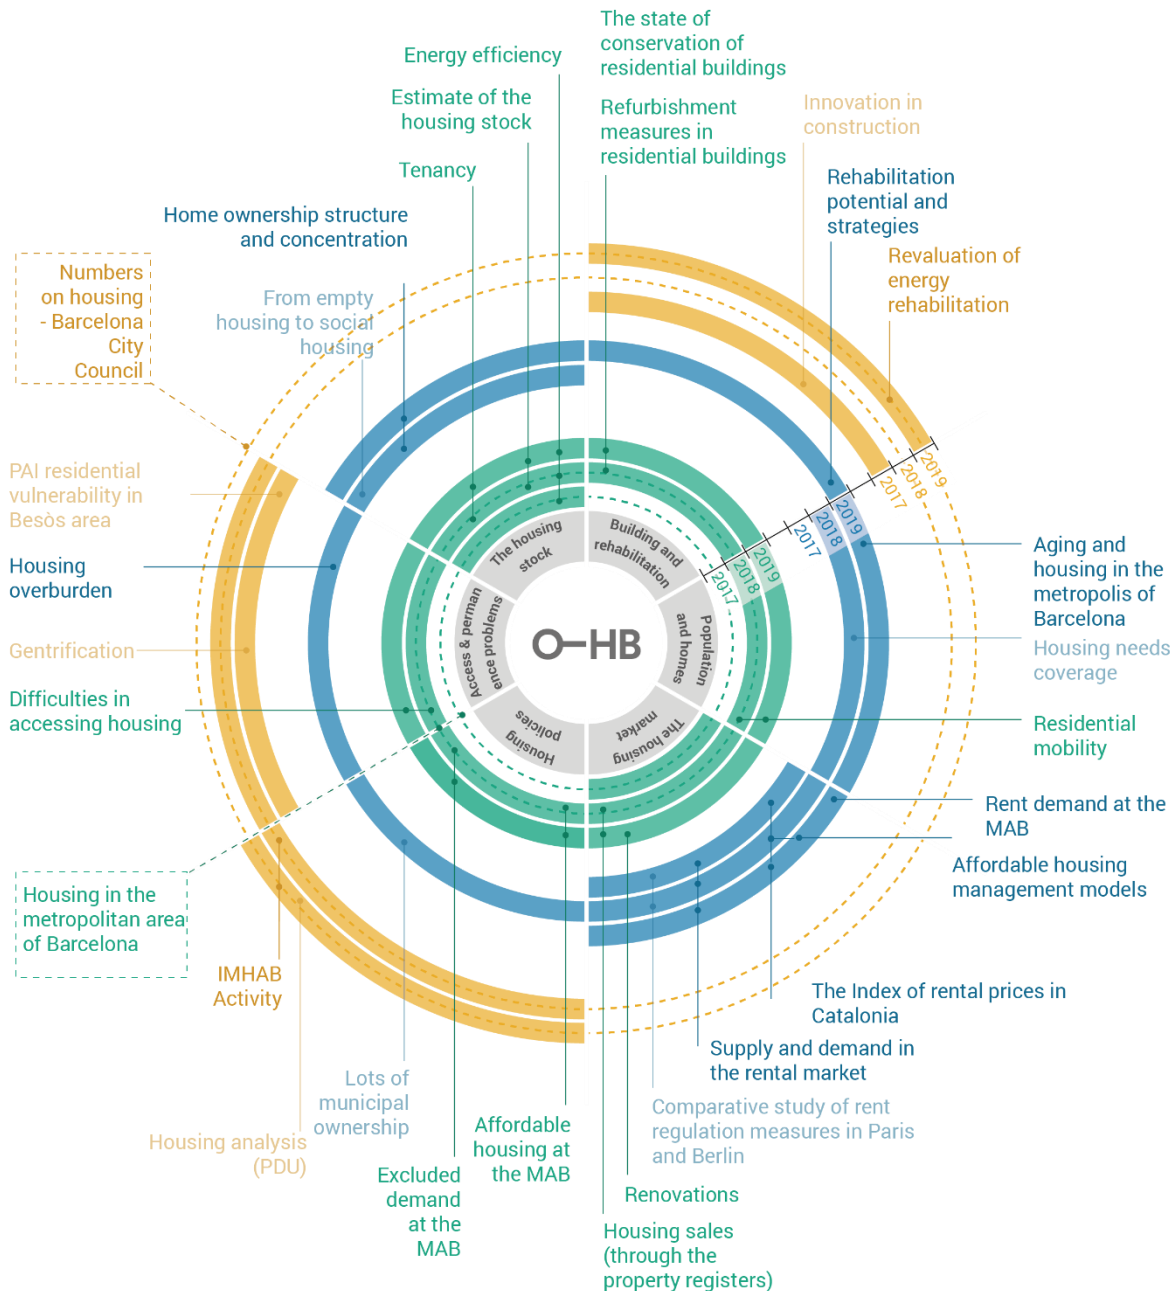 The state of
conservation of
residential buildings
Energy efficiency
Estimate of the
housing stock
Refurbishment
measures in
residential buildings
Innovation in
construction
Tenancy
Rehabilitation
potential and
strategies
Home ownership structure
and concentration
Revaluation of
energy
rehabilitation
Numbers
on housing
- Barcelona
City
Council
From empty
housing to social
housing
PAI residential
vulnerability in
Besòs area
2019
2018
2017
2019
2018
2017
2019
2018
2017
The housing
stock
Building and
rehabilitation
Population
and homes
The housing
market
Housing
policies
Access & perman
ence problems
O-HB
Housing
overburden
Aging and
housing in the
metropolis of
Barcelona
Gentrification
Housing needs
coverage
Difficulties in
accessing housing
Residential
mobility
Rent demand at the
MAB
Affordable housing
management models
Housing in the
metropolitan area
of Barcelona
IMHAB
Activity
The Index of rental prices in
Catalonia
Supply and demand in
the rental market
Lots of
municipal
ownership
Comparative study of rent
regulation measures in Paris
and Berlin
Housing analysis
(PDU)
Affordable
housing at
the MAB
Excluded
demand
at the
MAB
Renovations
Housing sales
(through the
property registers)